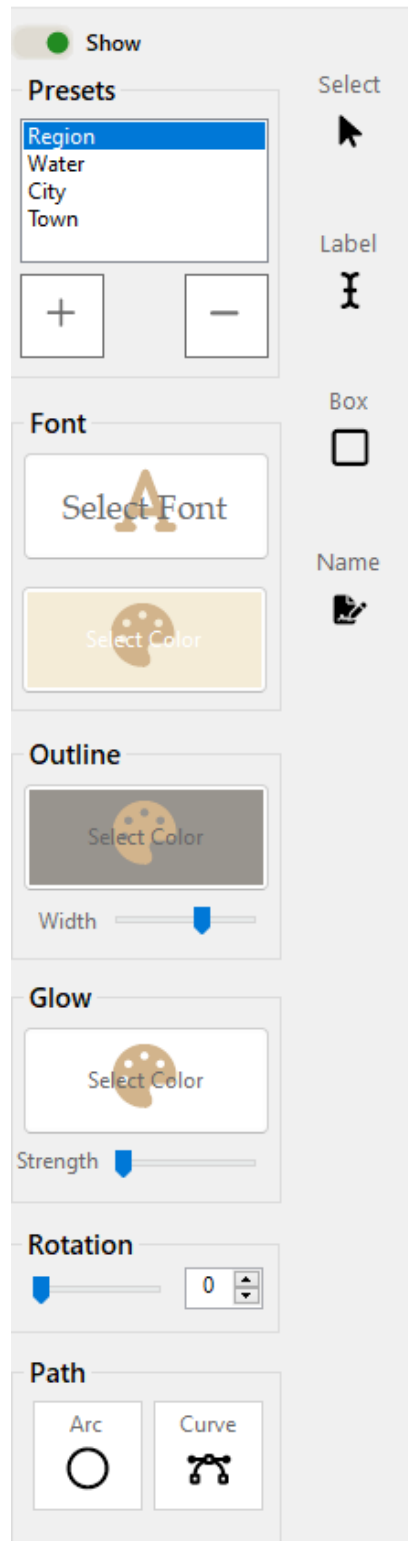 Show
Presets
Region
Water
City
Town
Font
Select Font
Select Color
Outline
Select Color
Width
Glow
Select Color
Strength
Rotation
0
Path
Arc
Curve
Select
Label
Box
Name